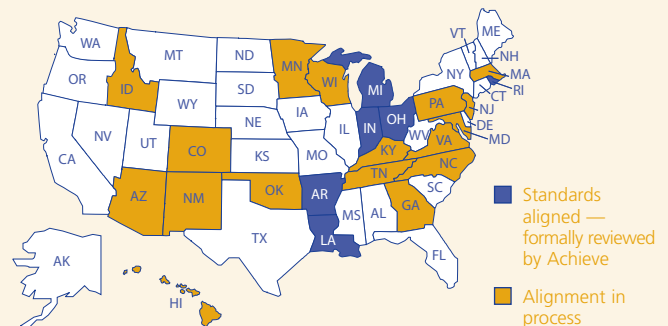 VT
ME
WA
MT
ND
MN
NH
OR
ID
WI
NY
MA
SD
MI
RI
WY
CT
IA
PA
NJ
NE
OH
NV
IL
IN
DE
UT
WV
MD
CO
KS
MO
KY
VA
CA
NC
TN
OK
AZ
NM
AR
SC
MS
AL
GA
TX
LA
FL
AK
HI
Standards
aligned —
formally reviewed
by Achieve
Alignment in
process